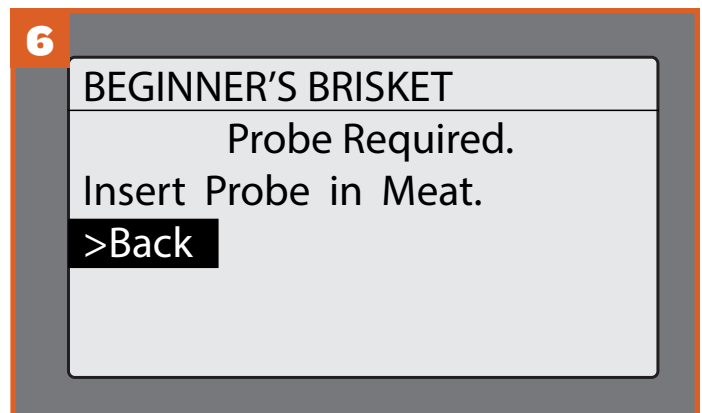 6
BEGINNER’S BRISKET
Probe Required.
Insert Probe in Meat.
>Back